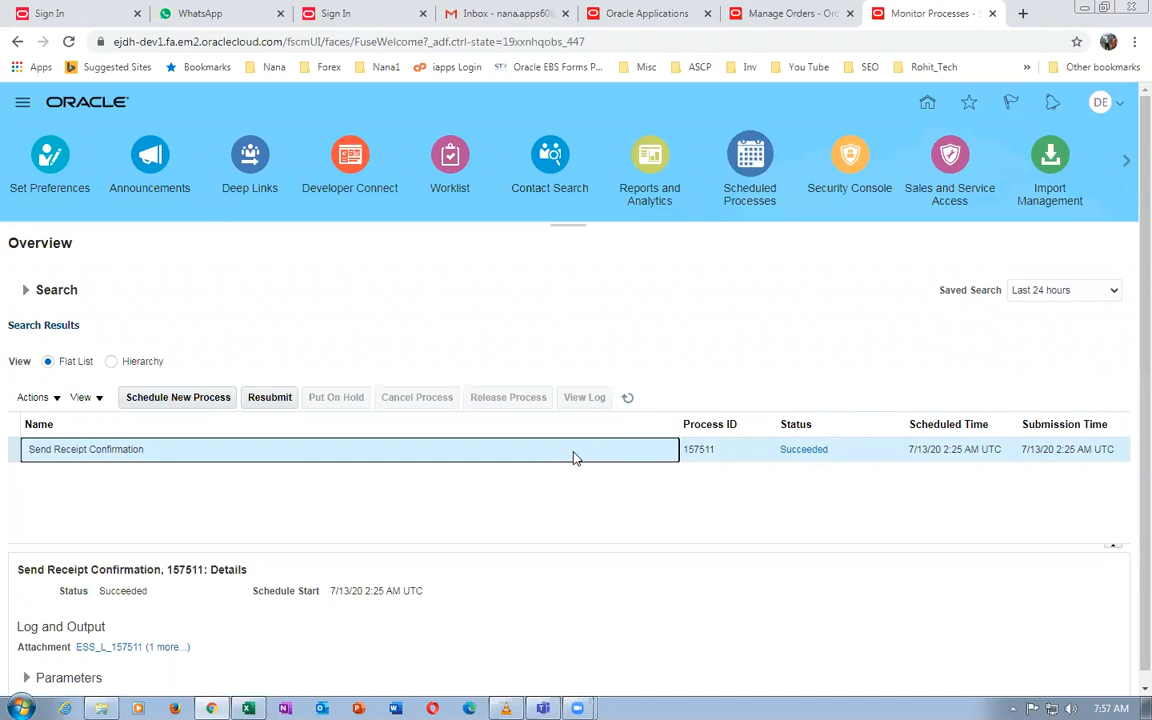 Sign In
WhatsApp
Sign In
Inbox - nana.apps60@
Oracle Applications
Manage Orders - Orc
Monitor Processes -
ejdh-dev1.fa.em2.oraclecloud.com/fscmUI/faces/FuseWelcome?_adf.ctrl-state=19xxnhqobs_447
Apps
Suggested Sites
Bookmarks
Nana
Forex
Nana1
iapps Login
Oracle EBS Forms P...
Misc
ASCP
Inv
You Tube
SEO
Rohit_Tech
»
Other bookmarks
ORACLE
DE
Set Preferences
Announcements
Deep Links
Developer Connect
Worklist
Contact Search
Reports and
Analytics
Scheduled
Processes
Security Console
Sales and Service
Access
Import
Management
Overview
Search
Saved Search
Last 24 hours
Search Results
View
Flat List
Hierarchy
Actions
View
Schedule New Process
Resubmit
Put On Hold
Cancel Process
Release Process
View Log
Name
Process ID
Status
Scheduled Time
Submission Time
Send Receipt Confirmation
157511
Succeeded
7/13/20 2:25 AM UTC
7/13/20 2:25 AM UTC
Send Receipt Confirmation, 157511: Details
Status
Succeeded
Schedule Start
7/13/20 2:25 AM UTC
Log and Output
Attachment
ESS_L_157511 (1 more...)
Parameters
7:57 AM